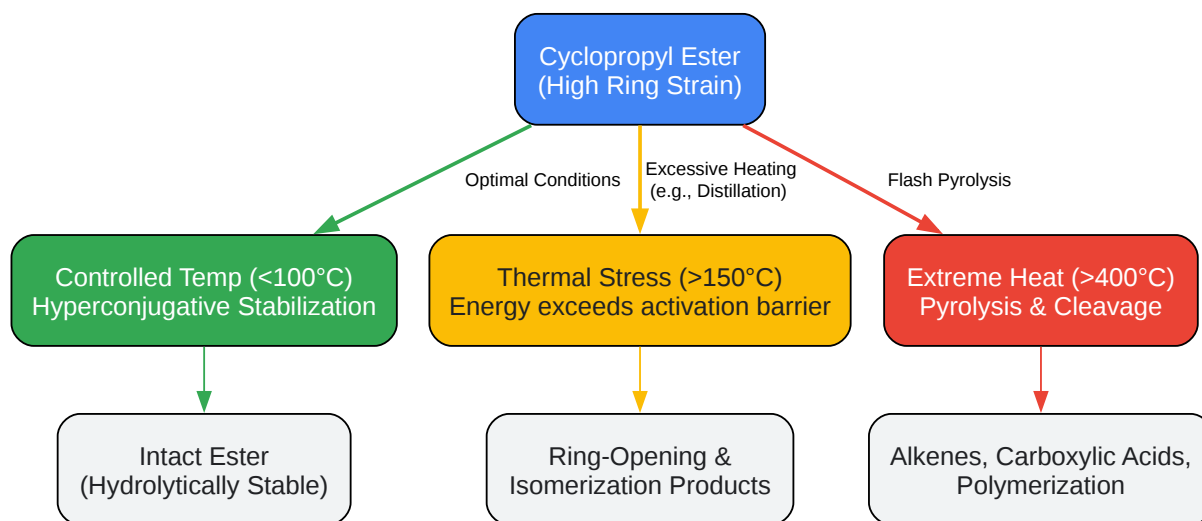 Cyclopropyl Ester
(High Ring Strain)
Optimal Conditions
Excessive Heating
(e.g., Distillation)
Flash Pyrolysis
Controlled Temp (<100°C)
Hyperconjugative Stabilization
Thermal Stress (>150°C)
Energy exceeds activation barrier
Extreme Heat (>400°C)
Pyrolysis & Cleavage
Intact Ester
(Hydrolytically Stable)
Ring-Opening &
Isomerization Products
Alkenes, Carboxylic Acids,
Polymerization